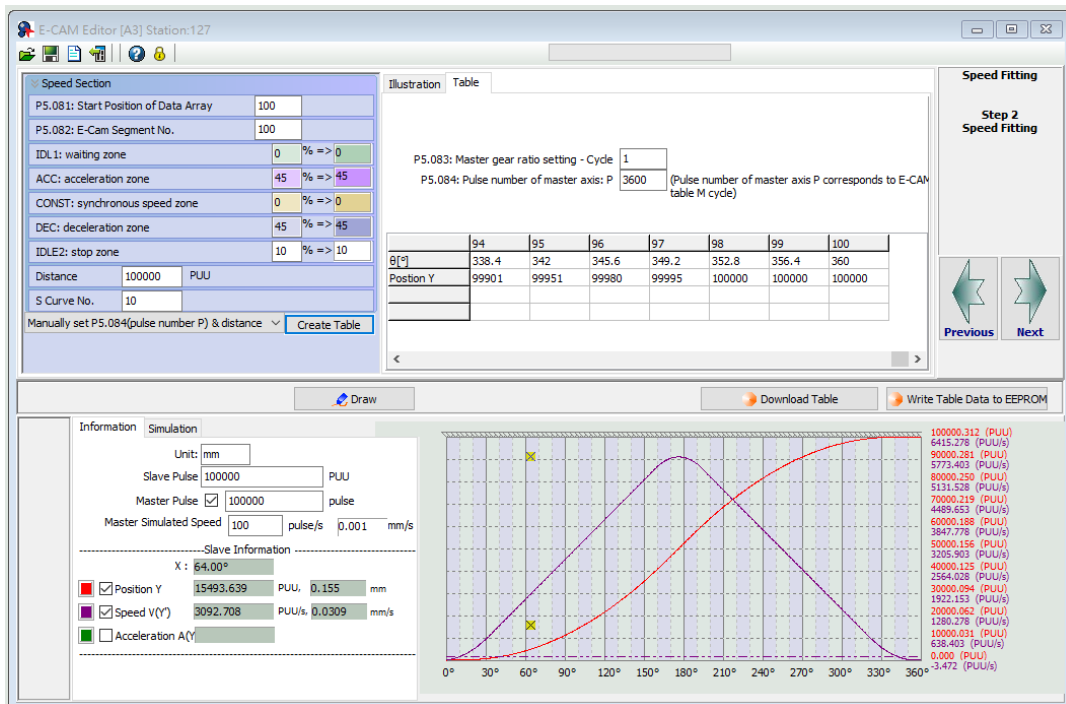 E-CAM Editor [A3] Station:127
Speed Section
P5.081: Start Position of Data Array 100
P5.082: E-Cam Segment No. 100
IDL1: waiting zone 0 % => 0
ACC: acceleration zone 45 % => 45
CONST: synchronous speed zone 0 % => 0
DEC: deceleration zone 45 % => 45
IDLE2: stop zone 10 % => 10
Distance 100000 PUU
S Curve No. 10
Manually set P5.084(pulse number P) & distance Create Table
Illustration Table
P5.083: Master gear ratio setting - Cycle 1
P5.084: Pulse number of master axis: P 3600 (Pulse number of master axis P corresponds to E-CAM
table M cycle)
94 95 96 97 98 99 100
θ[º] 338.4 342 345.6 349.2 352.8 356.4 360
Postion Y 99901 99951 99980 99995 100000 100000 100000
Speed Fitting
Step 2
Speed Fitting
Previous Next
Draw Download Table Write Table Data to EEPROM
Information Simulation
Unit: mm
Slave Pulse 100000 PUU
Master Pulse 100000 pulse
Master Simulated Speed 100 pulse/s 0.001 mm/s
Slave Information
X : 64.00°
Position Y 15493.639 PUU, 0.155 mm
Speed V(Y') 3092.708 PUU/s, 0.0309 mm/s
Acceleration A(Y
100000.312 (PUU)
6415.278 (PUU/s)
90000.281 (PUU)
5773.403 (PUU/s)
80000.250 (PUU)
5131.528 (PUU/s)
70000.219 (PUU)
4489.653 (PUU/s)
60000.188 (PUU)
3847.778 (PUU/s)
50000.156 (PUU)
3205.903 (PUU/s)
40000.125 (PUU)
2564.028 (PUU/s)
30000.094 (PUU)
1922.153 (PUU/s)
20000.062 (PUU)
1280.278 (PUU/s)
10000.031 (PUU)
638.403 (PUU/s)
0.000 (PUU)
-3.472 (PUU/s)
0° 30° 60° 90° 120° 150° 180° 210° 240° 270° 300° 330° 360°